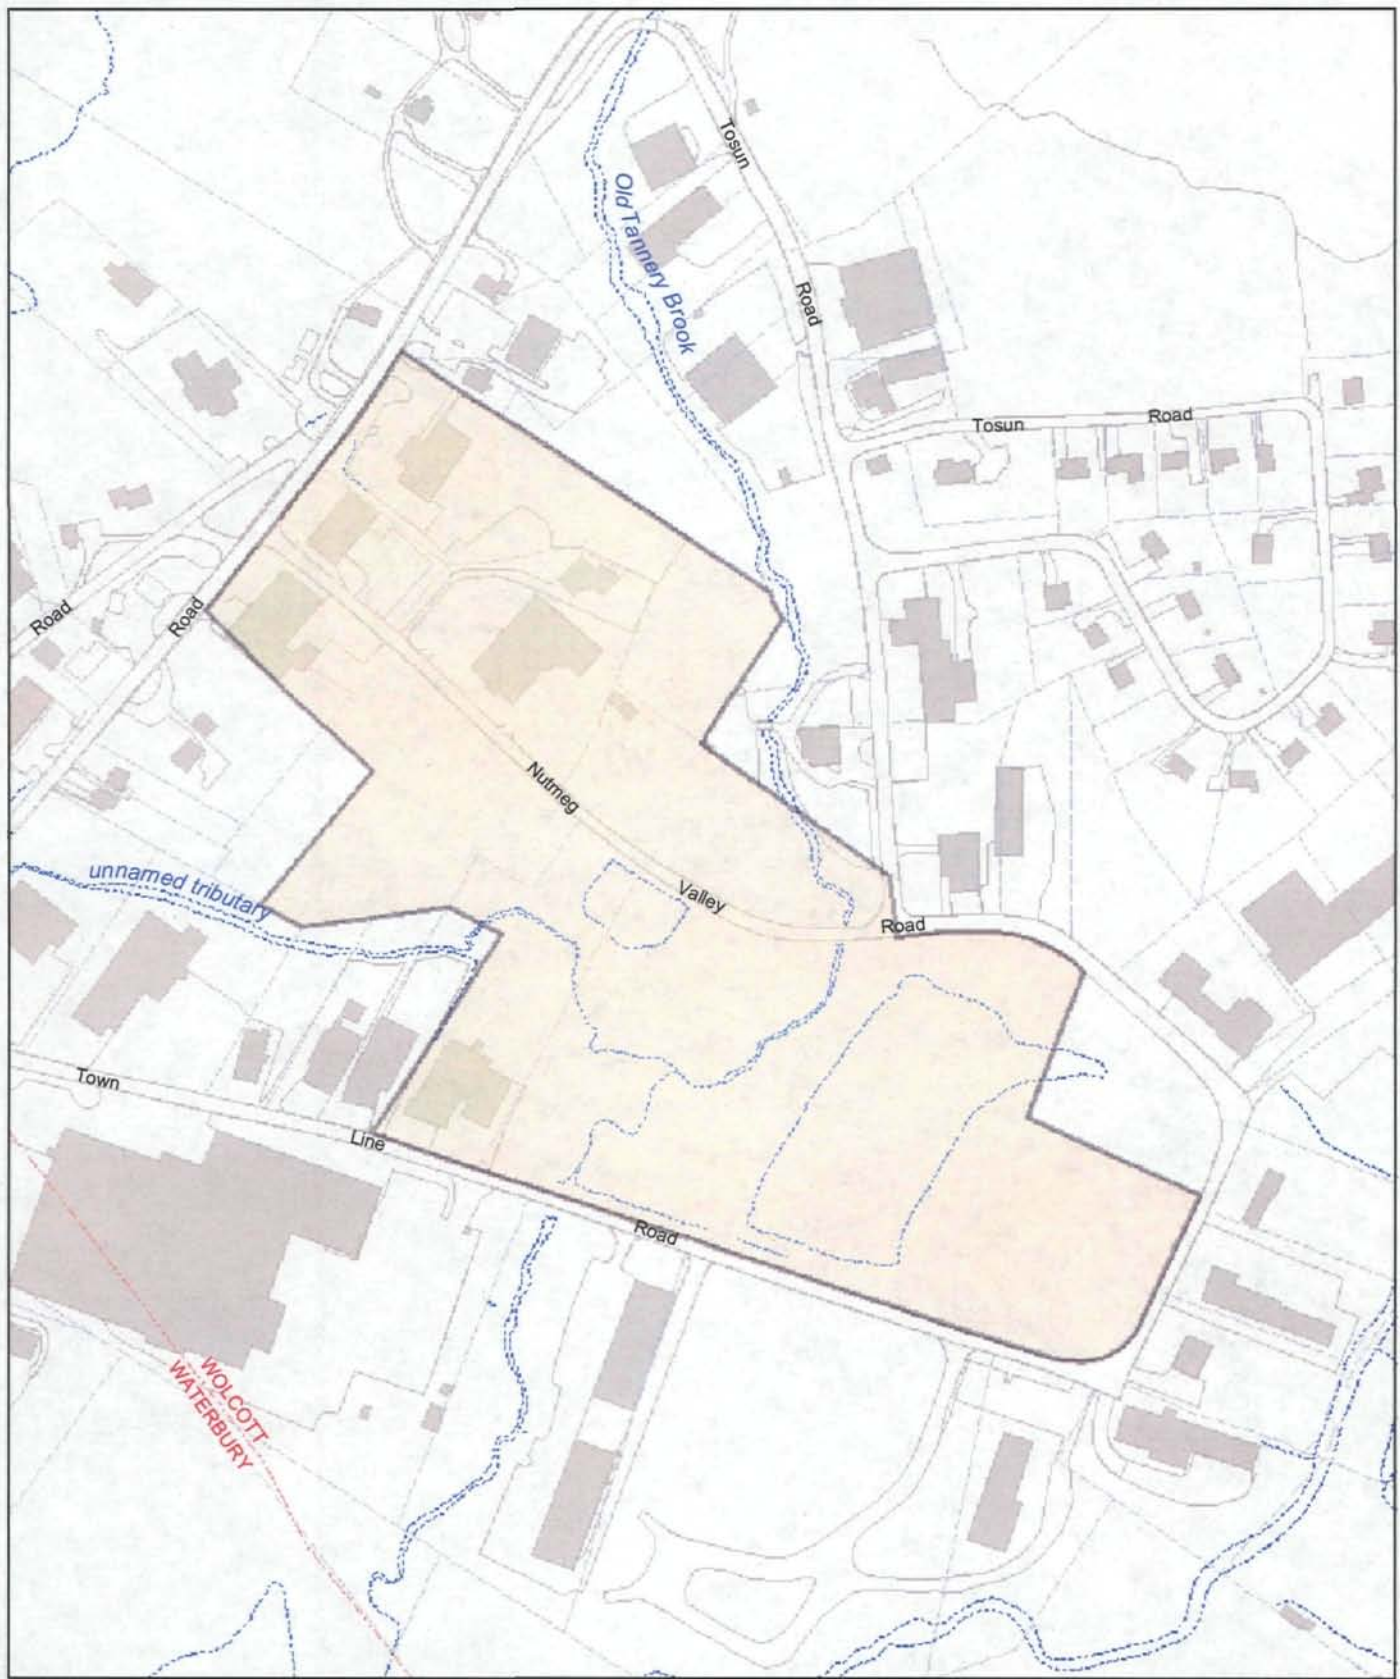 Tosun
Old Tannery Brook
Road
Tosun Road
Road
Road
Nutmeg
Valley
Road
unnamed tributary
Town
Line
Road
WOLCOTT
WATERBURY